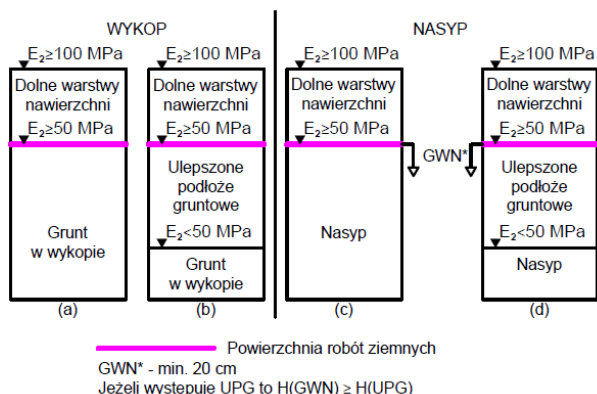 WYKOP NASYP
E2≥100 MPa E2≥100 MPa E2≥100 MPa E2≥100 MPa
Dolne warstwy nawierzchni Dolne warstwy nawierzchni Dolne warstwy nawierzchni Dolne warstwy nawierzchni
E2≥50 MPa E2≥50 MPa E2≥50 MPa E2≥50 MPa
GWN*
Grunt w wykopie
Ulepszone podłoże gruntowe
Nasyp
Ulepszone podłoże gruntowe
E2<50 MPa E2<50 MPa
Grunt w wykopie
Nasyp
(a) (b) (c) (d)
Powierzchnia robót ziemnych
GWN* - min. 20 cm
Jeżeli występuje UPG to H(GWN) ≥ H(UPG)